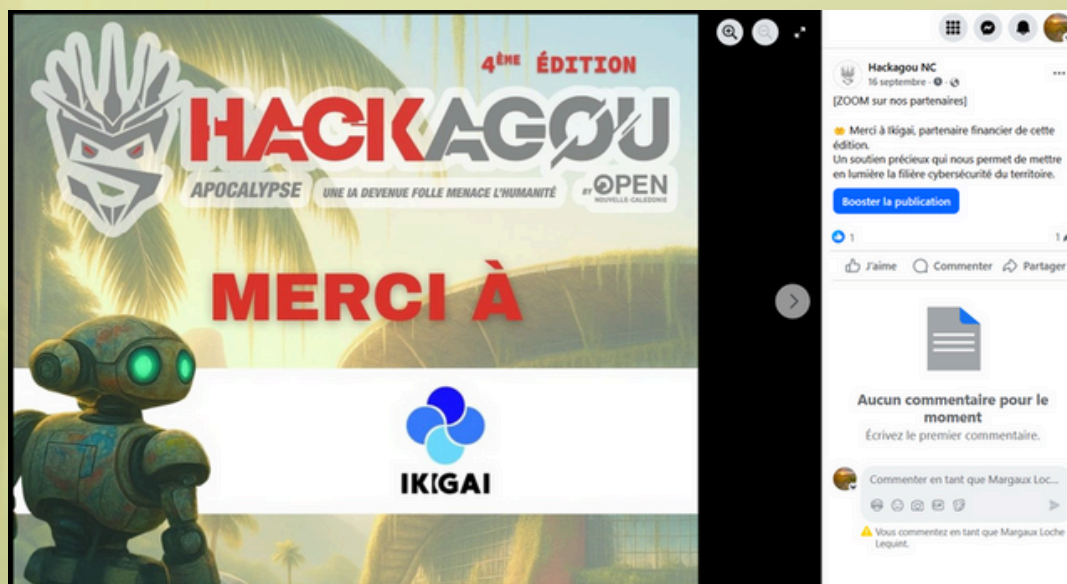 4ÈME ÉDITION
HACKAGOU
APOCALYPSE UNE IA DEVENUE FOLLE MENACE L'HUMANITÉ BY OPEN
NOUVELLE-CALEDONIE
MERCI À
IKIGAI
Hackagou NC
16 septembre
[ZOOM sur nos partenaires]
Merci à Ikigai, partenaire financier de cette
édition.
Un soutien précieux qui nous permet de mettre
en lumière la filière cybersécurité du territoire.
Booster la publication
1 1
J'aime Commenter Partager
Aucun commentaire pour le
moment
Écrivez le premier commentaire.
Commenter en tant que Margaux Loc...
Vous commentez en tant que Margaux Loche
Lequint.